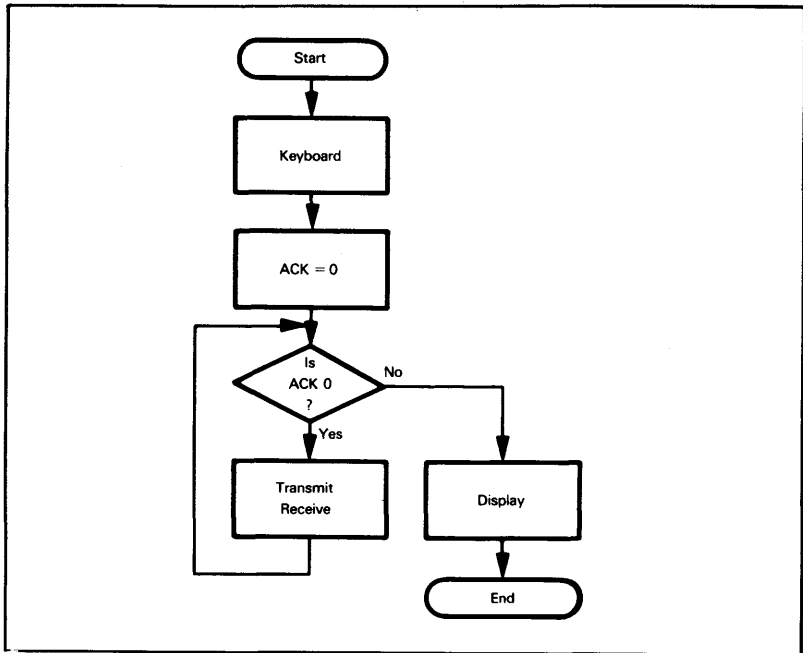 Start
Keyboard
ACK = 0
Is
ACK 0
?
No
Yes
Transmit
Receive
Display
End